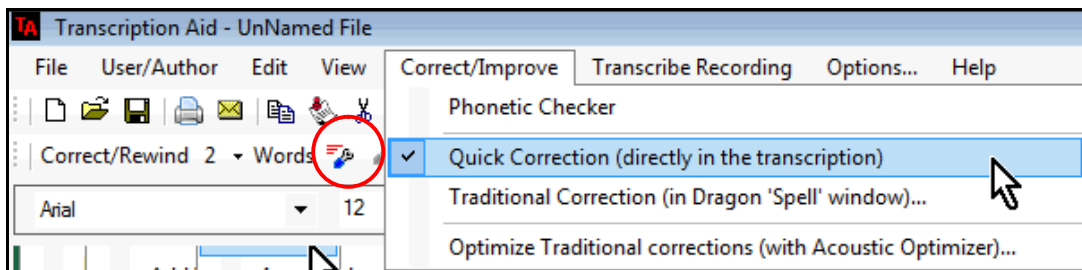 TA Transcription Aid - UnNamed File
File User/Author Edit View Correct/Improve Transcribe Recording Options... Help
Phonetic Checker
Correct/Rewind 2 Words
Quick Correction (directly in the transcription)
Traditional Correction (in Dragon 'Spell' window)...
Arial 12
Optimize Traditional corrections (with Acoustic Optimizer)...